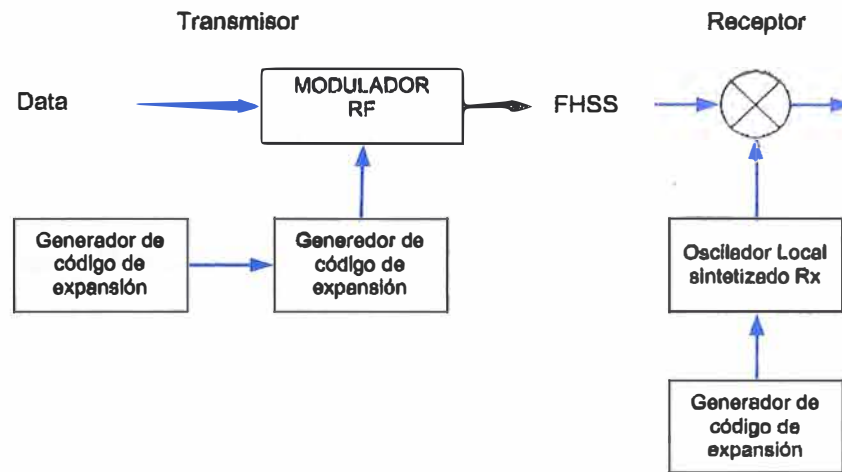 Transmisor
Receptor
Data
MODULADOR
RF
FHSS
Generador de
código de
expansión
Generedor de
código de
expansión
Oscilador Local
sintetizado Rx
Generador de
código de
expansión